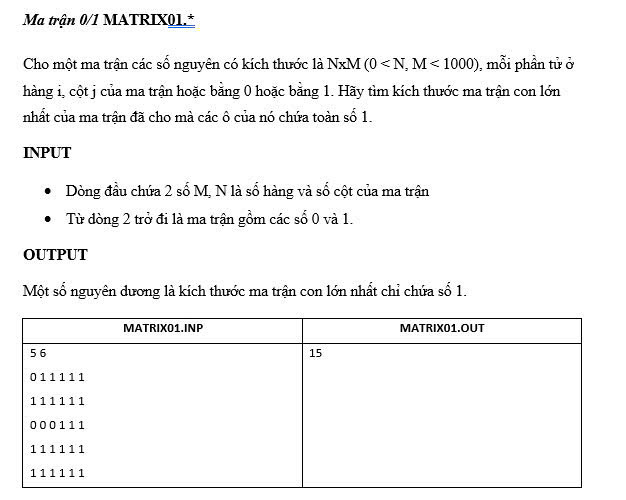 Ma trận 0/1 MATRIX01.*
Cho một ma trận các số nguyên có kích thước là NxM (0 < N, M < 1000), mỗi phần tử ở
hàng i, cột j của ma trận hoặc bằng 0 hoặc bằng 1. Hãy tìm kích thước ma trận con lớn
nhất của ma trận đã cho mà các ô của nó chứa toàn số 1.
INPUT
• Dòng đầu chứa 2 số M, N là số hàng và số cột của ma trận
• Từ dòng 2 trở đi là ma trận gồm các số 0 và 1.
OUTPUT
Một số nguyên dương là kích thước ma trận con lớn nhất chỉ chứa số 1.
MATRIX01.INP MATRIX01.OUT
5 6 15
0 1 1 1 1 1
1 1 1 1 1 1
0 0 0 1 1 1
1 1 1 1 1 1
1 1 1 1 1 1